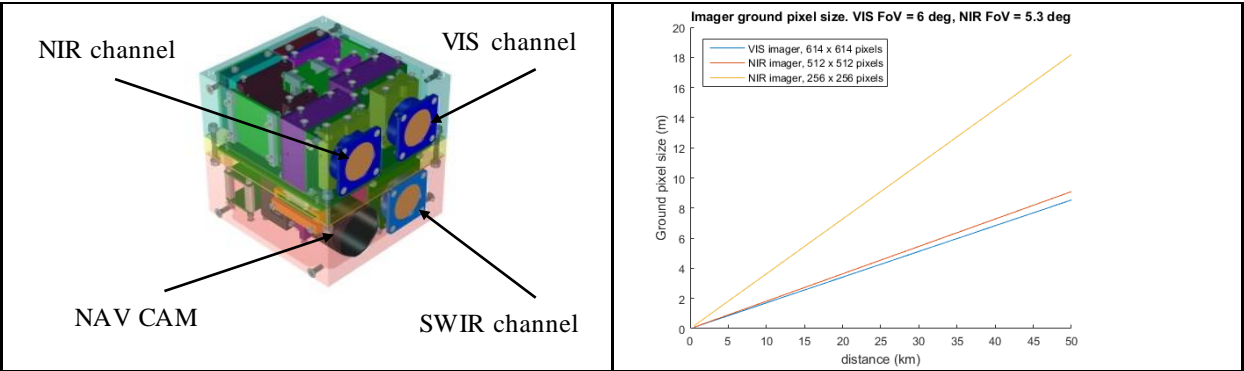 NIR channel
VIS channel
NAV CAM
SWIR channel
Imager ground pixel size. VIS FoV = 6 deg, NIR FoV = 5.3 deg
VIS imager, 614 x 614 pixels
NIR imager, 512 x 512 pixels
NIR imager, 256 x 256 pixels
Ground pixel size (m)
20
18
16
14
12
10
8
6
4
2
0
0 5 10 15 20 25 30 35 40 45 50
distance (km)